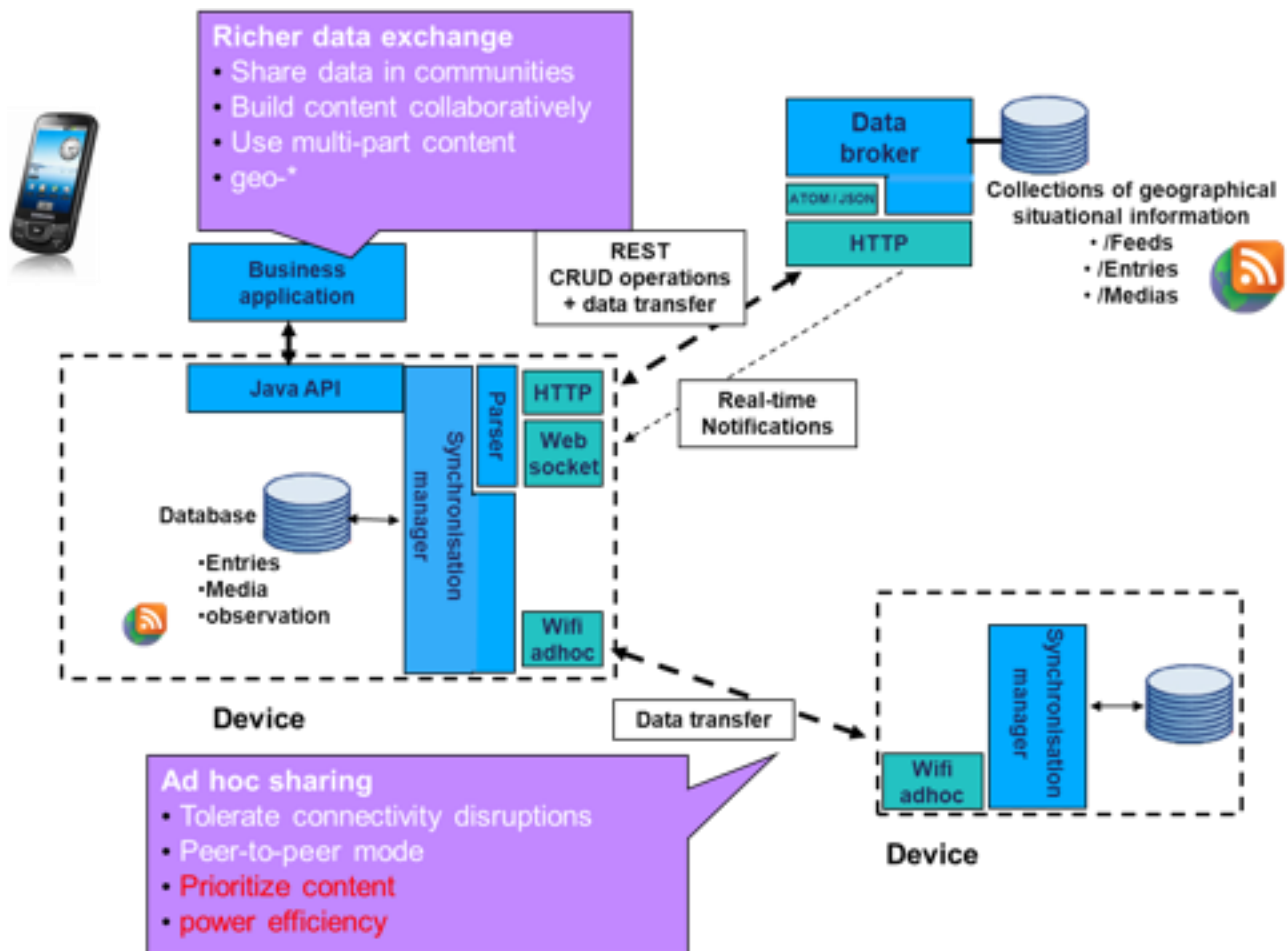 Richer data exchange
• Share data in communities
• Build content collaboratively
• Use multi-part content
• geo-*
Business
application
Data
broker
ATOM / JSON
HTTP
Collections of geographical
situational information
• /Feeds
• /Entries
• /Medias
REST
CRUD operations
+ data transfer
Real-time
Notifications
Java API
Synchronisation
manager
Parser
HTTP
Web
socket
Database
•Entries
•Media
•observation
Wifi
adhoc
Device
Data transfer
Synchronisation
manager
Wifi
adhoc
Device
Ad hoc sharing
• Tolerate connectivity disruptions
• Peer-to-peer mode
• Prioritize content
• power efficiency